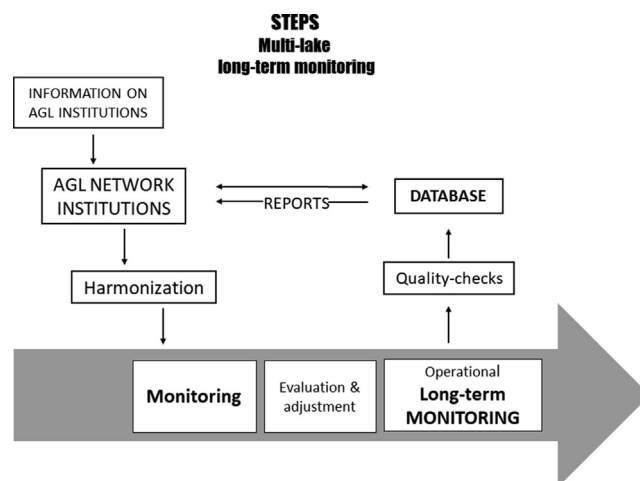 STEPS
Multi-lake
long-term monitoring
INFORMATION ON
AGL INSTITUTIONS
AGL NETWORK
INSTITUTIONS
REPORTS
DATABASE
Harmonization
Quality-checks
Monitoring
Evaluation &
adjustment
Operational
Long-term
MONITORING